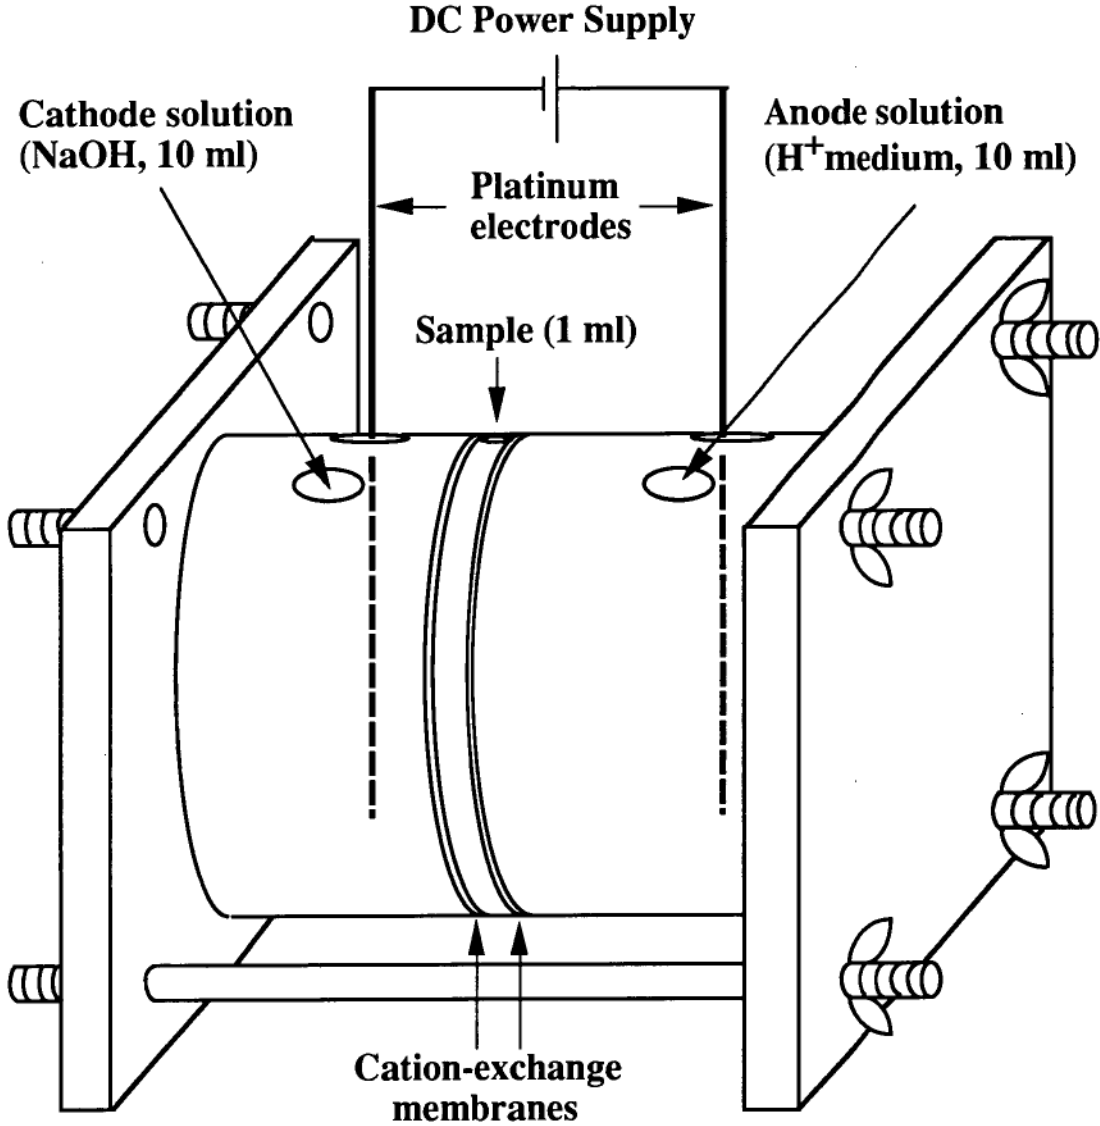 DC Power Supply
Cathode solution
(NaOH, 10 ml)
Anode solution
(H⁺medium, 10 ml)
Platinum
electrodes
Sample (1 ml)
Cation-exchange
membranes